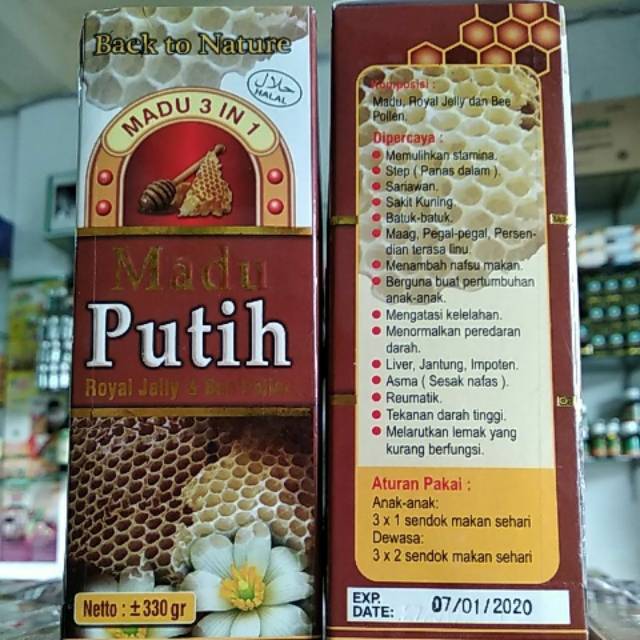 Back to Nature
حلال
HALAL
MADU 3 IN 1
Madu
Putih
Royal Jelly & Bee Pollen
Netto : ± 330 gr
Komposisi :
Madu, Royal Jelly dan Bee
Pollen.
Dipercaya :
Memulihkan stamina.
Step ( Panas dalam ).
Sariawan.
Sakit Kuning.
Batuk-batuk.
Maag, Pegal-pegal, Persen-
dian terasa linu.
Menambah nafsu makan.
Berguna buat pertumbuhan
anak-anak.
Mengatasi kelelahan.
Menormalkan peredaran
darah.
Liver, Jantung, Impoten.
Asma ( Sesak nafas ).
Reumatik.
Tekanan darah tinggi.
Melarutkan lemak yang
kurang berfungsi.
Aturan Pakai :
Anak-anak:
3 x 1 sendok makan sehari
Dewasa:
3 x 2 sendok makan sehari
EXP.
DATE: 07/01/2020